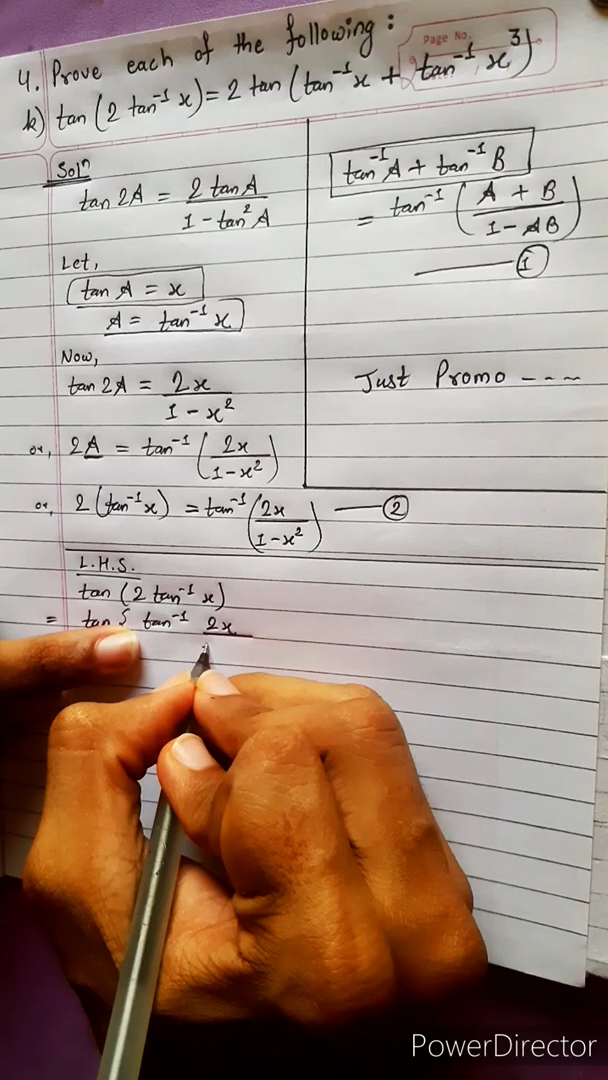 Page No.
4. Prove each of the following:
k) tan (2 tan⁻¹ x) = 2 tan (tan⁻¹ x + tan⁻¹ x³)
Solⁿ
tan 2A = 2 tan A / 1 - tan² A
Let,
tan A = x
A = tan⁻¹ x
Now,
tan 2A = 2x / 1 - x²
or, 2A = tan⁻¹ (2x / 1 - x²)
or, 2 (tan⁻¹ x) = tan⁻¹ (2x / 1 - x²) — ②
tan⁻¹ A + tan⁻¹ B
= tan⁻¹ (A + B / 1 - AB)
— ①
Just Promo ----
L.H.S.
tan (2 tan⁻¹ x)
= tan { tan⁻¹ 2x
PowerDirector